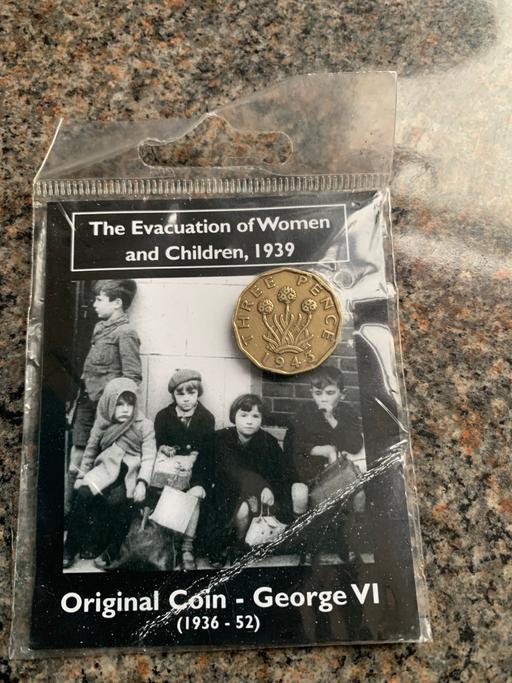 The Evacuation of Women
and Children, 1939
THREE PENCE
1943
Original Coin - George VI
(1936 - 52)